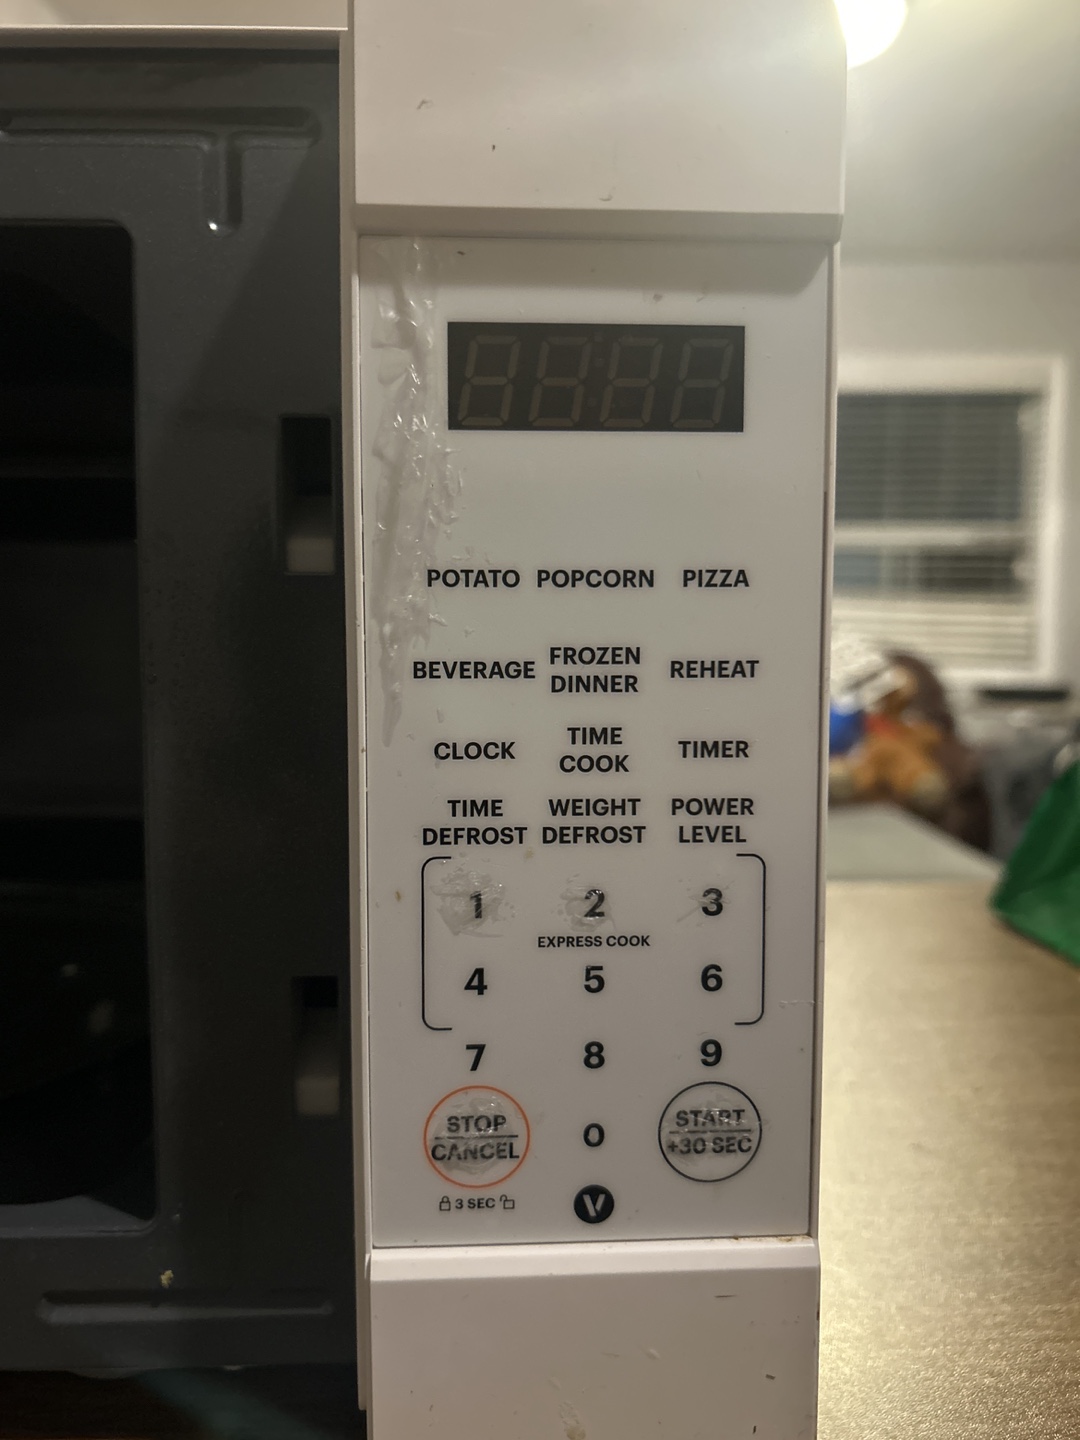 POTATO POPCORN PIZZA
BEVERAGE FROZEN DINNER REHEAT
CLOCK TIME COOK TIMER
TIME DEFROST WEIGHT DEFROST POWER LEVEL
1 2 3
EXPRESS COOK
4 5 6
7 8 9
STOP CANCEL 0 START +30 SEC
3 SEC V